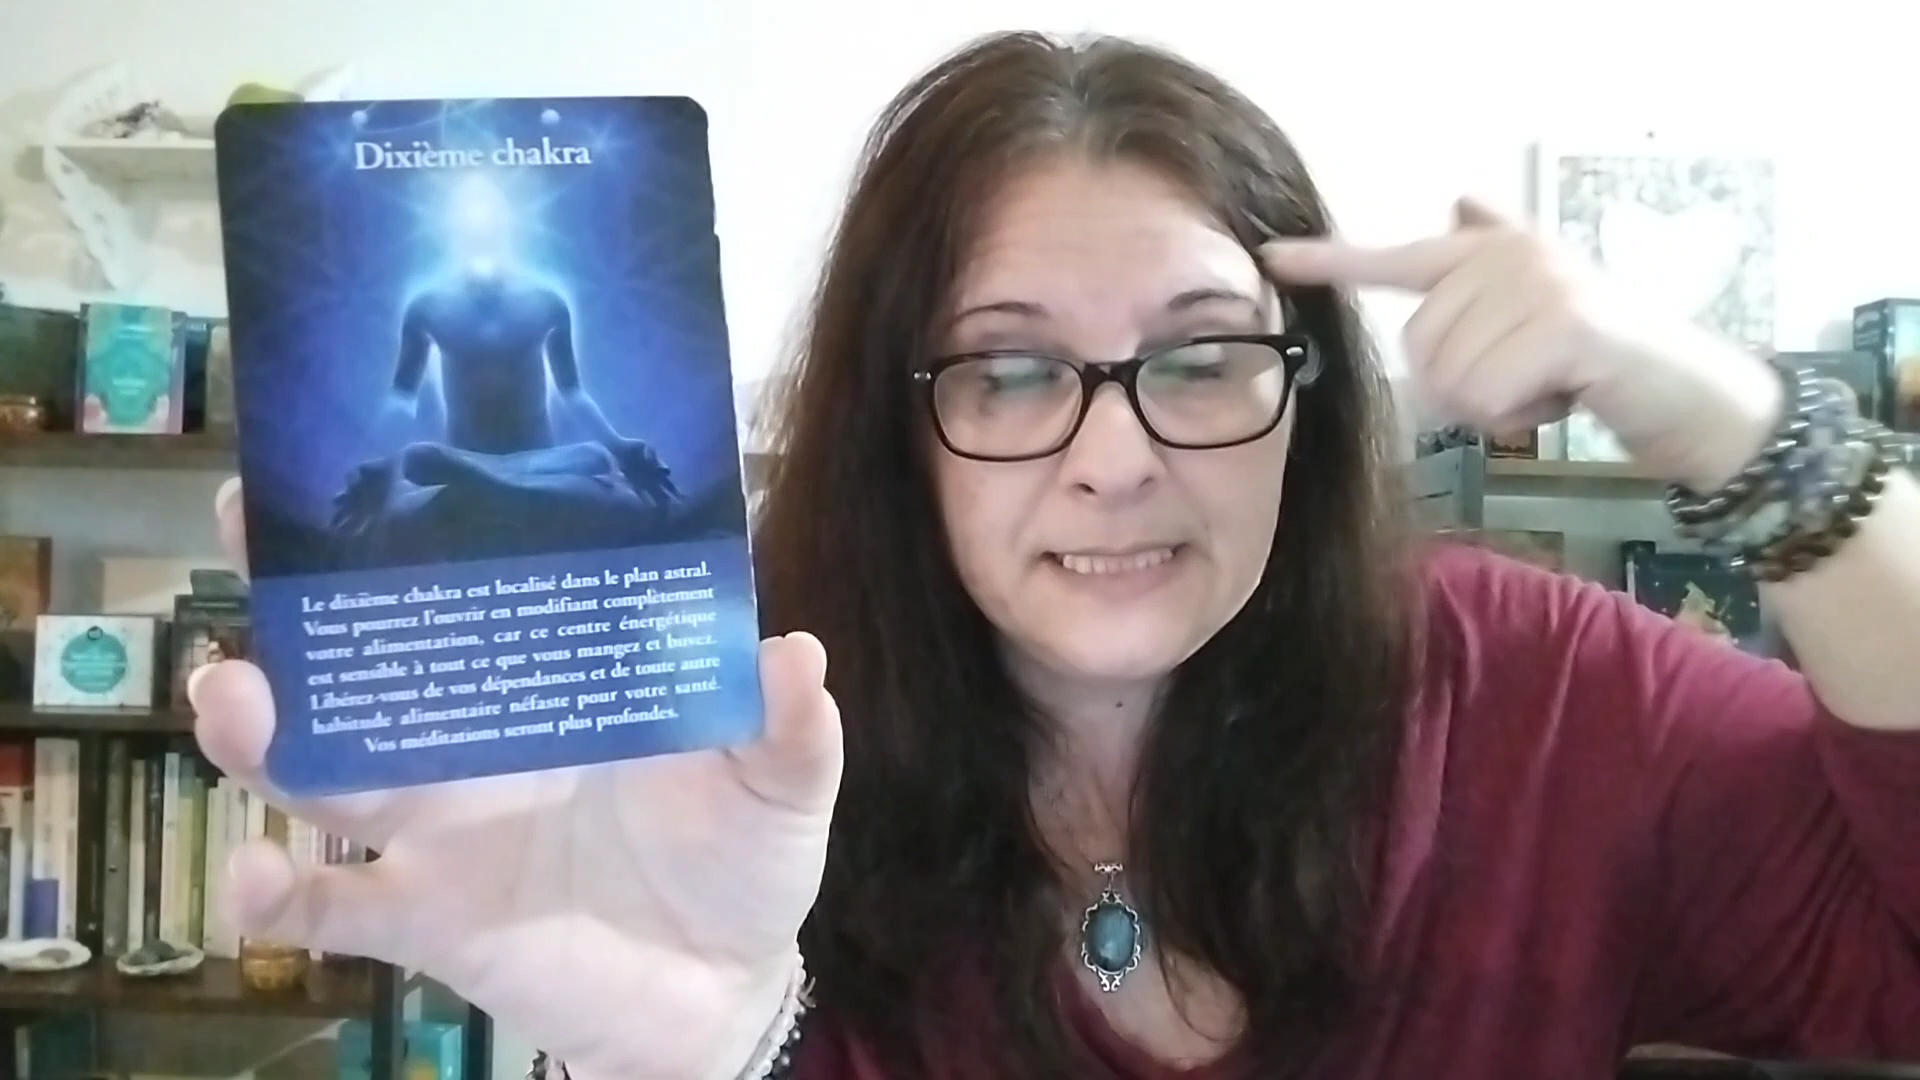 Dixième chakra
Le dixième chakra est localisé dans le plan astral.
Vous pourrez l'ouvrir en modifiant complètement
votre alimentation, car ce centre énergétique
est sensible à tout ce que vous mangez et buvez.
Libérez-vous de vos dépendances et de toute autre
habitude alimentaire néfaste pour votre santé.
Vos méditations seront plus profondes.